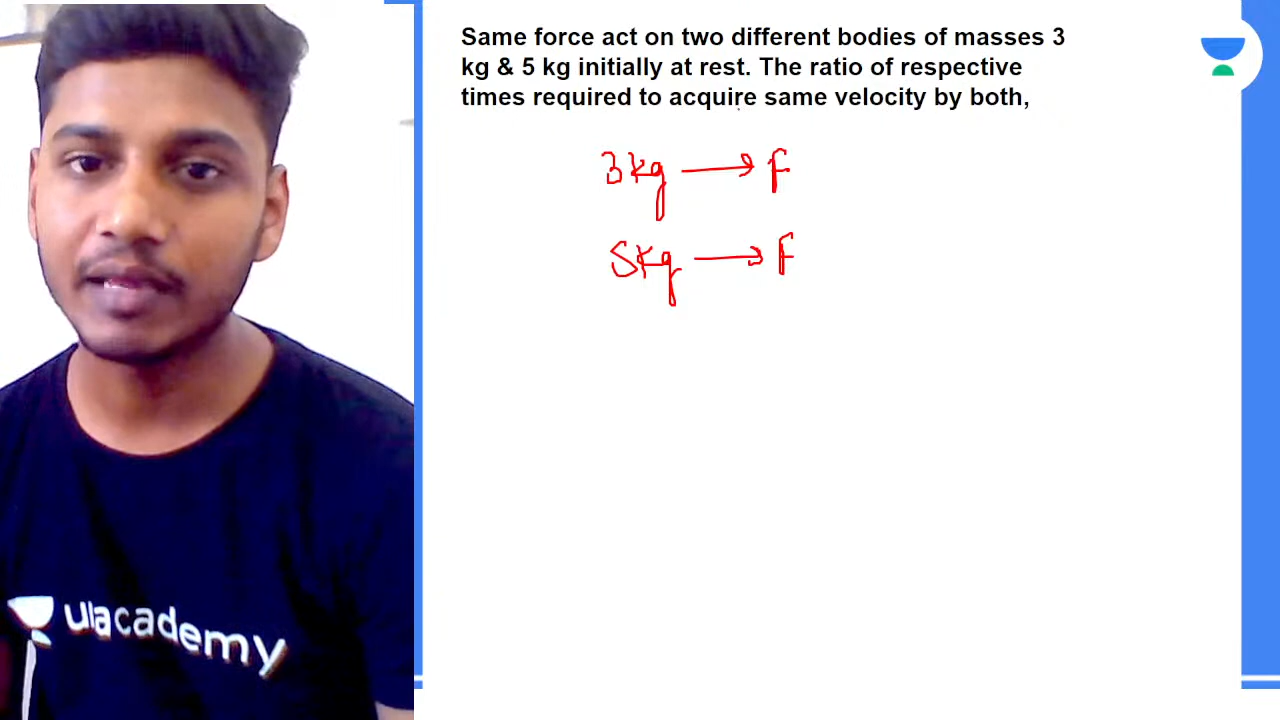 Same force act on two different bodies of masses 3
kg & 5 kg initially at rest. The ratio of respective
times required to acquire same velocity by both,
3kg → F
5kg → F
unacademy